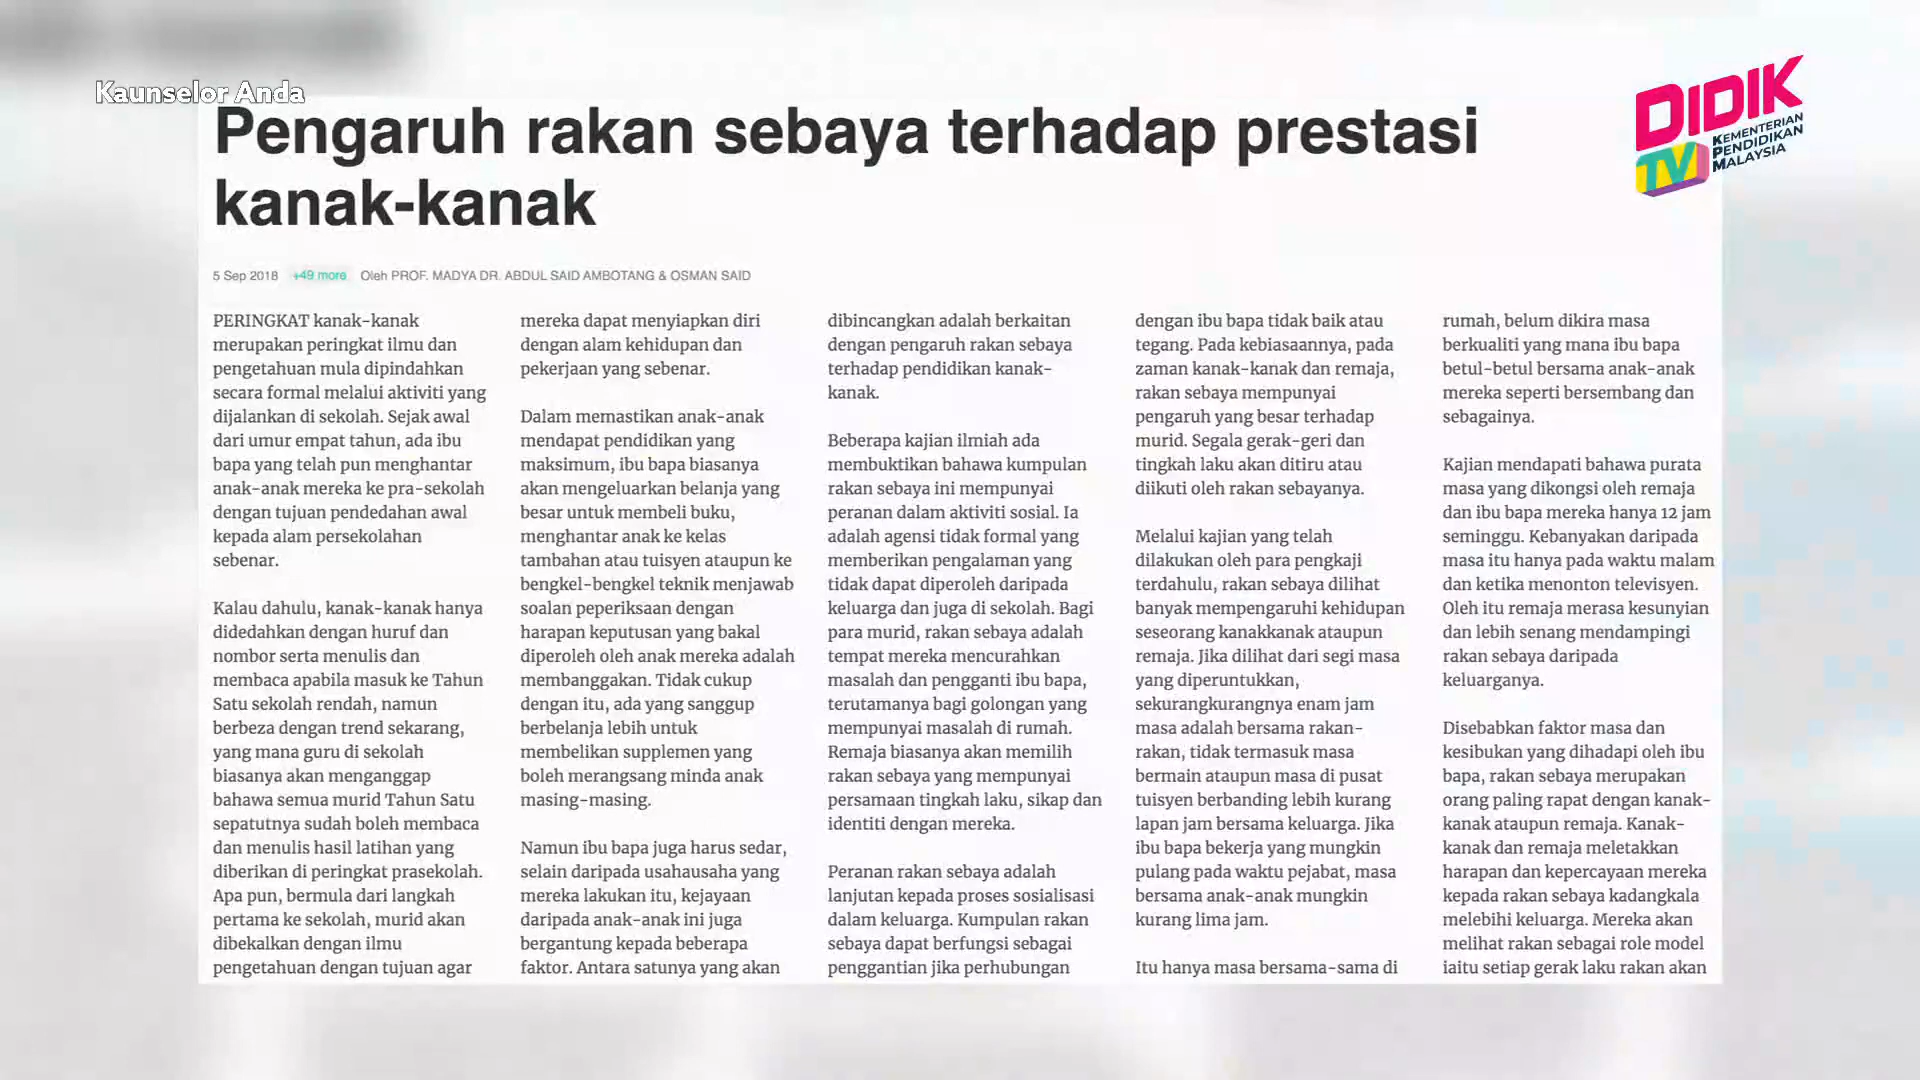 Kaunselor Anda
DIDIK
TV
KEMENTERIAN
PENDIDIKAN
MALAYSIA
Pengaruh rakan sebaya terhadap prestasi
kanak-kanak
5 Sep 2018 +49 more Oleh PROF. MADYA DR. ABDUL SAID AMBOTANG & OSMAN SAID
PERINGKAT kanak-kanak
merupakan peringkat ilmu dan
pengetahuan mula dipindahkan
secara formal melalui aktiviti yang
dijalankan di sekolah. Sejak awal
dari umur empat tahun, ada ibu
bapa yang telah pun menghantar
anak-anak mereka ke pra-sekolah
dengan tujuan pendedahan awal
kepada alam persekolahan
sebenar.
Kalau dahulu, kanak-kanak hanya
didedahkan dengan huruf dan
nombor serta menulis dan
membaca apabila masuk ke Tahun
Satu sekolah rendah, namun
berbeza dengan trend sekarang,
yang mana guru di sekolah
biasanya akan menganggap
bahawa semua murid Tahun Satu
sepatutnya sudah boleh membaca
dan menulis hasil latihan yang
diberikan di peringkat prasekolah.
Apa pun, bermula dari langkah
pertama ke sekolah, murid akan
dibekalkan dengan ilmu
pengetahuan dengan tujuan agar
mereka dapat menyiapkan diri
dengan alam kehidupan dan
pekerjaan yang sebenar.
Dalam memastikan anak-anak
mendapat pendidikan yang
maksimum, ibu bapa biasanya
akan mengeluarkan belanja yang
besar untuk membeli buku,
menghantar anak ke kelas
tambahan atau tuisyen ataupun ke
bengkel-bengkel teknik menjawab
soalan peperiksaan dengan
harapan keputusan yang bakal
diperoleh oleh anak mereka adalah
membanggakan. Tidak cukup
dengan itu, ada yang sanggup
berbelanja lebih untuk
membelikan supplemen yang
boleh merangsang minda anak
masing-masing.
Namun ibu bapa juga harus sedar,
selain daripada usahausaha yang
mereka lakukan itu, kejayaan
daripada anak-anak ini juga
bergantung kepada beberapa
faktor. Antara satunya yang akan
dibincangkan adalah berkaitan
dengan pengaruh rakan sebaya
terhadap pendidikan kanak-
kanak.
Beberapa kajian ilmiah ada
membuktikan bahawa kumpulan
rakan sebaya ini mempunyai
peranan dalam aktiviti sosial. Ia
adalah agensi tidak formal yang
memberikan pengalaman yang
tidak dapat diperoleh daripada
keluarga dan juga di sekolah. Bagi
para murid, rakan sebaya adalah
tempat mereka mencurahkan
masalah dan pengganti ibu bapa,
terutamanya bagi golongan yang
mempunyai masalah di rumah.
Remaja biasanya akan memilih
rakan sebaya yang mempunyai
persamaan tingkah laku, sikap dan
identiti dengan mereka.
Peranan rakan sebaya adalah
lanjutan kepada proses sosialisasi
dalam keluarga. Kumpulan rakan
sebaya dapat berfungsi sebagai
penggantian jika perhubungan
dengan ibu bapa tidak baik atau
tegang. Pada kebiasaannya, pada
zaman kanak-kanak dan remaja,
rakan sebaya mempunyai
pengaruh yang besar terhadap
murid. Segala gerak-geri dan
tingkah laku akan ditiru atau
diikuti oleh rakan sebayanya.
Melalui kajian yang telah
dilakukan oleh para pengkaji
terdahulu, rakan sebaya dilihat
banyak mempengaruhi kehidupan
seseorang kanakkanak ataupun
remaja. Jika dilihat dari segi masa
yang diperuntukkan,
sekurangkurangnya enam jam
masa adalah bersama rakan-
rakan, tidak termasuk masa
bermain ataupun masa di pusat
tuisyen berbanding lebih kurang
lapan jam bersama keluarga. Jika
ibu bapa bekerja yang mungkin
pulang pada waktu pejabat, masa
bersama anak-anak mungkin
kurang lima jam.
Itu hanya masa bersama-sama di
rumah, belum dikira masa
berkualiti yang mana ibu bapa
betul-betul bersama anak-anak
mereka seperti bersembang dan
sebagainya.
Kajian mendapati bahawa purata
masa yang dikongsi oleh remaja
dan ibu bapa mereka hanya 12 jam
seminggu. Kebanyakan daripada
masa itu hanya pada waktu malam
dan ketika menonton televisyen.
Oleh itu remaja merasa kesunyian
dan lebih senang mendampingi
rakan sebaya daripada
keluarganya.
Disebabkan faktor masa dan
kesibukan yang dihadapi oleh ibu
bapa, rakan sebaya merupakan
orang paling rapat dengan kanak-
kanak ataupun remaja. Kanak-
kanak dan remaja meletakkan
harapan dan kepercayaan mereka
kepada rakan sebaya kadangkala
melebihi keluarga. Mereka akan
melihat rakan sebagai role model
iaitu setiap gerak laku rakan akan